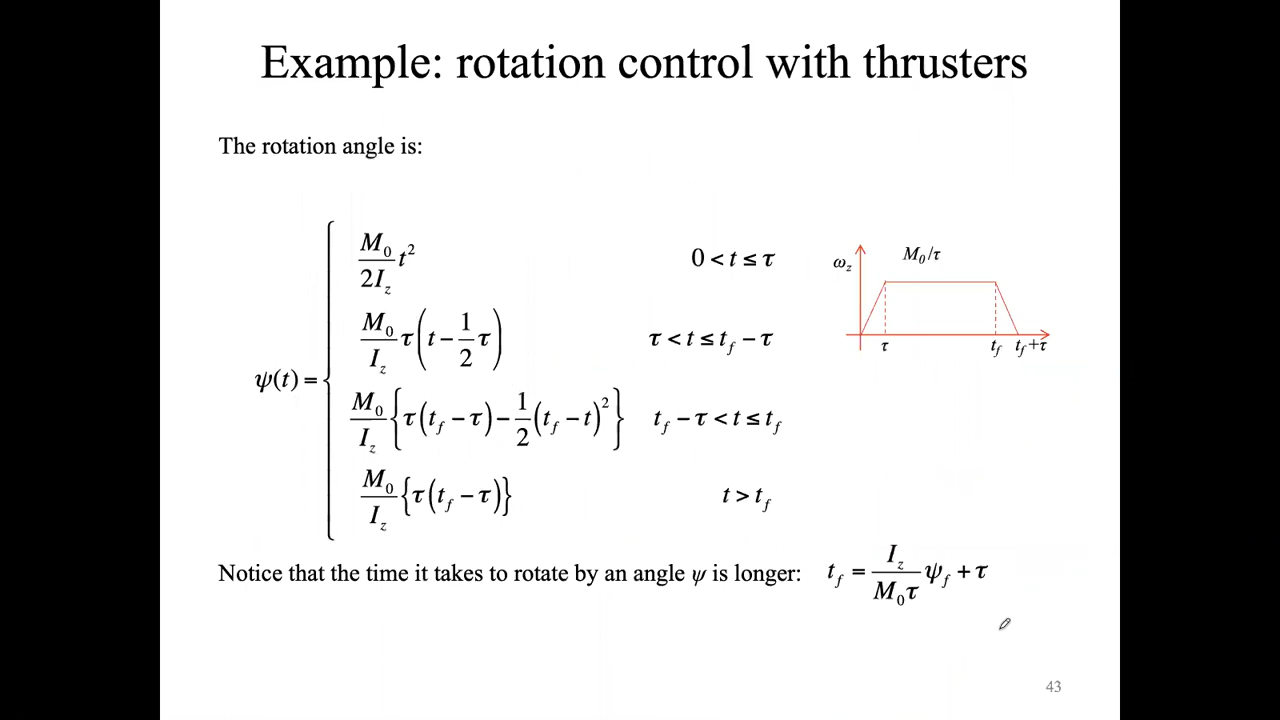 Example: rotation control with thrusters
The rotation angle is:
ψ(t) = {
M₀/2I_z t² 0 < t ≤ τ
M₀/I_z τ(t − 1/2 τ) τ < t ≤ t_f − τ
M₀/I_z {τ(t_f − τ) − 1/2 (t_f − t)²} t_f − τ < t ≤ t_f
M₀/I_z {τ(t_f − τ)} t > t_f
ω_z M₀/τ
τ t_f t_f+τ
Notice that the time it takes to rotate by an angle ψ is longer: t_f = I_z/M₀τ ψ_f + τ
43